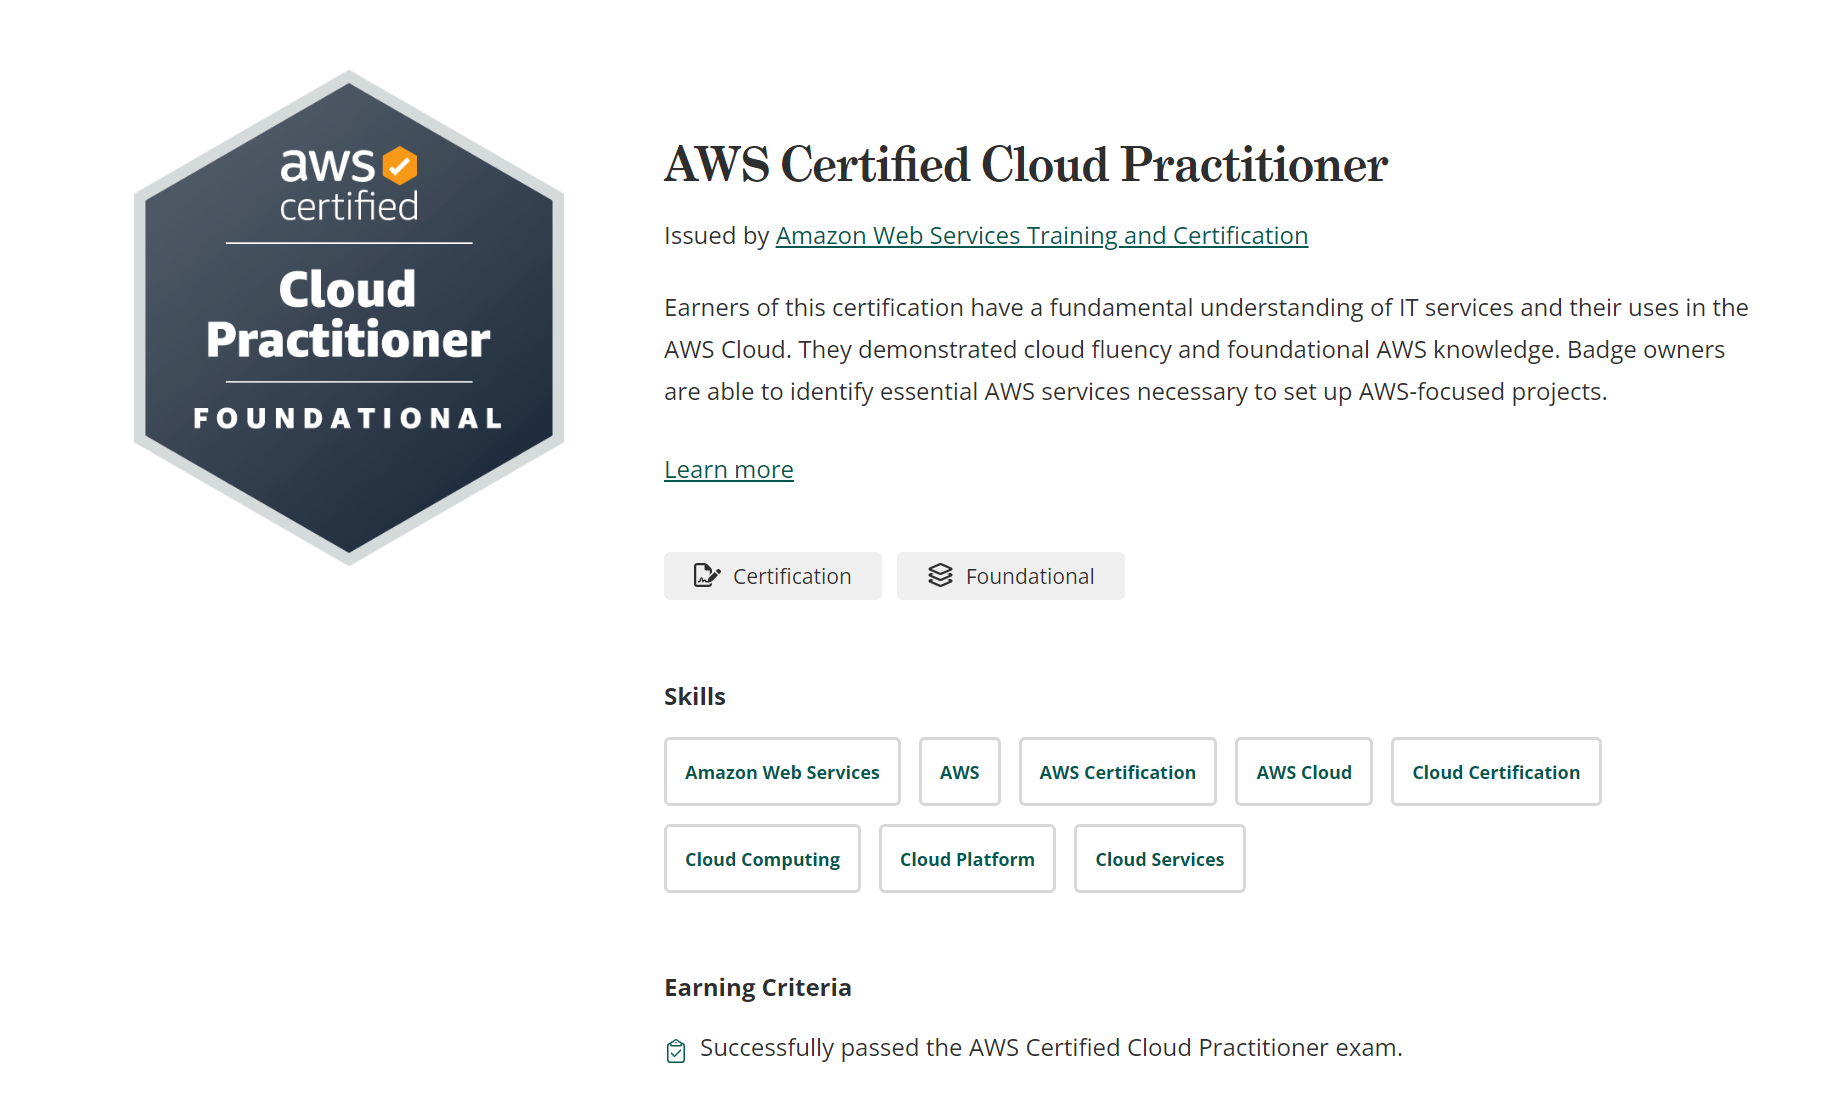 aws
certified
Cloud
Practitioner
FOUNDATIONAL
AWS Certified Cloud Practitioner
Issued by Amazon Web Services Training and Certification
Earners of this certification have a fundamental understanding of IT services and their uses in the
AWS Cloud. They demonstrated cloud fluency and foundational AWS knowledge. Badge owners
are able to identify essential AWS services necessary to set up AWS-focused projects.
Learn more
Certification Foundational
Skills
Amazon Web Services AWS AWS Certification AWS Cloud Cloud Certification
Cloud Computing Cloud Platform Cloud Services
Earning Criteria
Successfully passed the AWS Certified Cloud Practitioner exam.